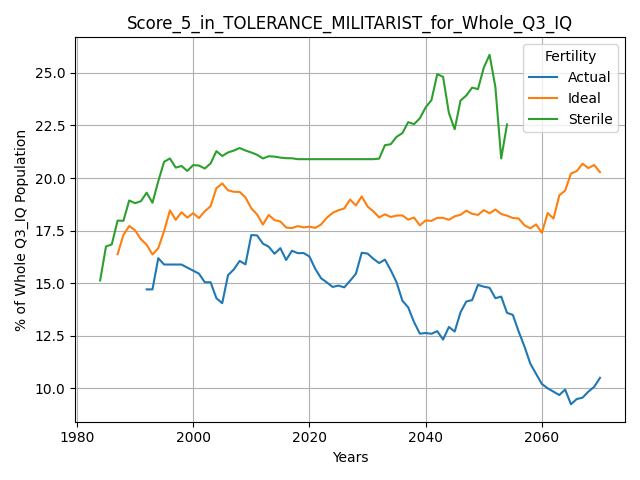 Score_5_in_TOLERANCE_MILITARIST_for_Whole_Q3_IQ
% of Whole Q3_IQ Population
25.0
22.5
20.0
17.5
15.0
12.5
10.0
Fertility
Actual
Ideal
Sterile
1980
2000
2020
2040
2060
Years